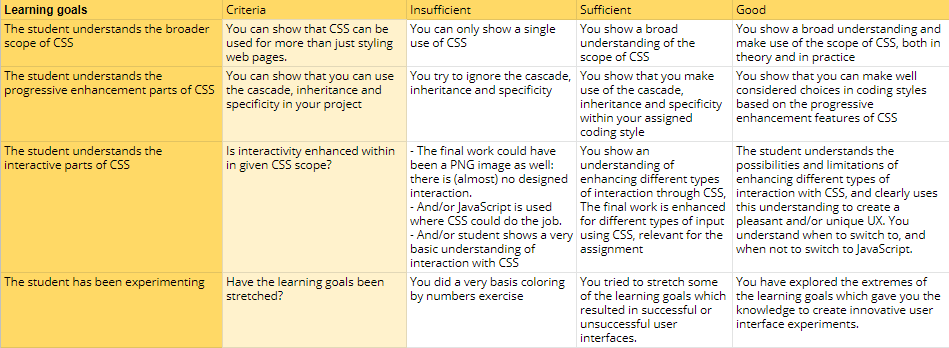 Learning goals
Criteria
Insufficient
Sufficient
Good
The student understands the broader
scope of CSS
You can show that CSS can be
used for more than just styling
web pages.
You can only show a single
use of CSS
You show a broad
understanding of the
scope of CSS
You show a broad understanding and
make use of the scope of CSS, both in
theory and in practice
The student understands the
progressive enhancement parts of CSS
You can show that you can use
the cascade, inheritance and
specificity in your project
You try to ignore the cascade,
inheritance and specificity
You show that you make
use of the cascade,
inheritance and specificity
within your assigned
coding style
You show that you can make well
considered choices in coding styles
based on the progressive
enhancement features of CSS
The student understands the
interactive parts of CSS
Is interactivity enhanced within
in given CSS scope?
- The final work could have
been a PNG image as well:
there is (almost) no designed
interaction.
- And/or JavaScript is used
where CSS could do the job.
- And/or student shows a very
basic understanding of
interaction with CSS
You show an
understanding of
enhancing different types
of interaction through CSS,
The final work is enhanced
for different types of input
using CSS, relevant for the
assignment
The student understands the
possibilities and limitations of
enhancing different types of
interaction with CSS, and clearly uses
this understanding to create a
pleasant and/or unique UX. You
understand when to switch to, and
when not to switch to JavaScript.
The student has been experimenting
Have the learning goals been
stretched?
You did a very basis coloring
by numbers exercise
You tried to stretch some
of the learning goals which
resulted in successful or
unsuccessful user
interfaces.
You have explored the extremes of
the learning goals which gave you the
knowledge to create innovative user
interface experiments.